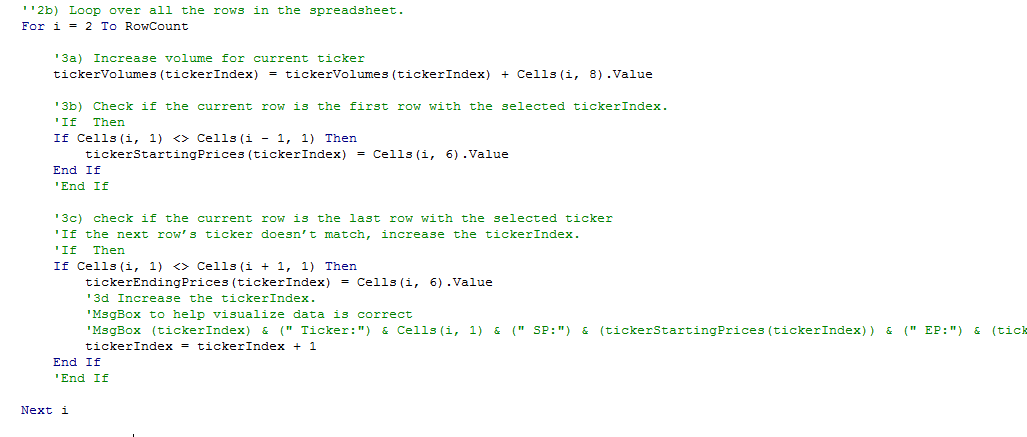 ''2b) Loop over all the rows in the spreadsheet.
For i = 2 To RowCount
'3a) Increase volume for current ticker
tickerVolumes(tickerIndex) = tickerVolumes(tickerIndex) + Cells(i, 8).Value
'3b) Check if the current row is the first row with the selected tickerIndex.
'If  Then
If Cells(i, 1) <> Cells(i - 1, 1) Then
tickerStartingPrices(tickerIndex) = Cells(i, 6).Value
End If
'End If
'3c) check if the current row is the last row with the selected ticker
'If the next row’s ticker doesn’t match, increase the tickerIndex.
'If  Then
If Cells(i, 1) <> Cells(i + 1, 1) Then
tickerEndingPrices(tickerIndex) = Cells(i, 6).Value
'3d Increase the tickerIndex.
'MsgBox to help visualize data is correct
'MsgBox (tickerIndex) & (" Ticker:") & Cells(i, 1) & (" SP:") & (tickerStartingPrices(tickerIndex)) & (" EP:") & (tick
tickerIndex = tickerIndex + 1
End If
'End If
Next i